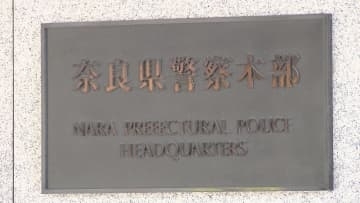 奈良県警察本部
NARA PREFECTURAL POLICE
HEADQUARTERS